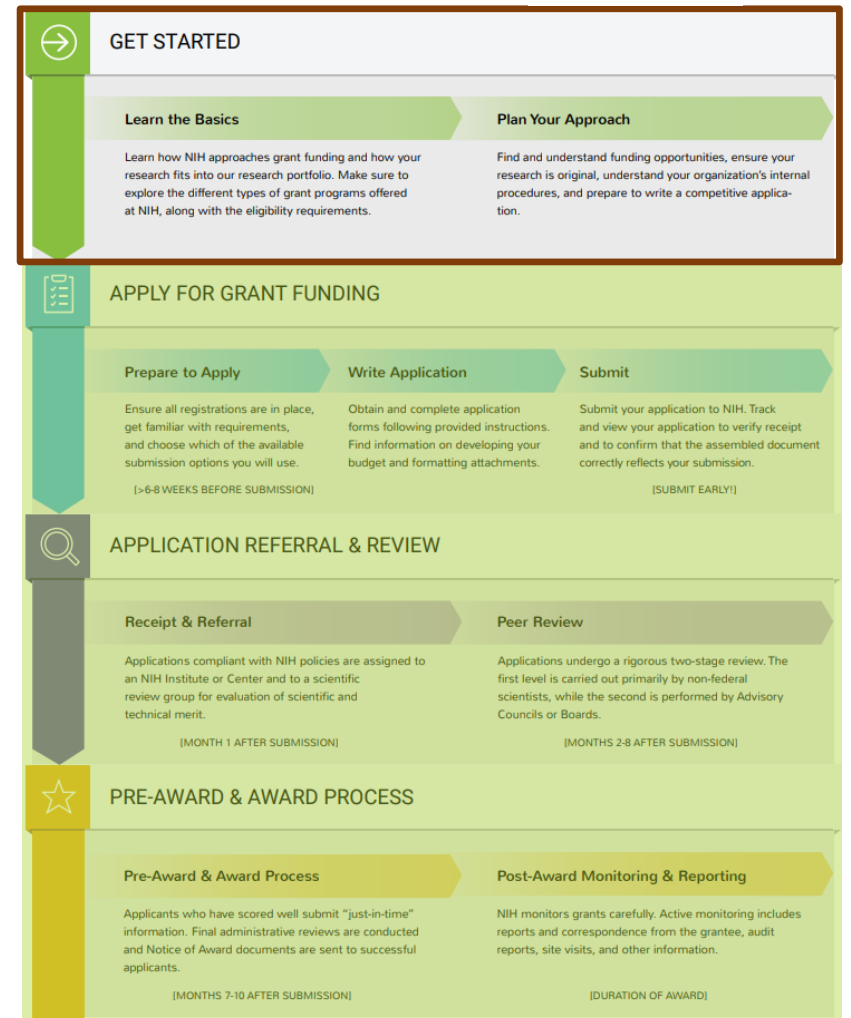 GET STARTED
Learn the Basics
Learn how NIH approaches grant funding and how your
research fits into our research portfolio. Make sure to
explore the different types of grant programs offered
at NIH, along with the eligibility requirements.
Plan Your Approach
Find and understand funding opportunities, ensure your
research is original, understand your organization's internal
procedures, and prepare to write a competitive applica-
tion.
APPLY FOR GRANT FUNDING
Prepare to Apply
Ensure all registrations are in place,
get familiar with requirements,
and choose which of the available
submission options you will use.
[>6-8 WEEKS BEFORE SUBMISSION]
Write Application
Obtain and complete application
forms following provided instructions.
Find information on developing your
budget and formatting attachments.
Submit
Submit your application to NIH. Track
and view your application to verify receipt
and to confirm that the assembled document
correctly reflects your submission.
[SUBMIT EARLY!]
APPLICATION REFERRAL & REVIEW
Receipt & Referral
Applications compliant with NIH policies are assigned to
an NIH Institute or Center and to a scientific
review group for evaluation of scientific and
technical merit.
[MONTH 1 AFTER SUBMISSION]
Peer Review
Applications undergo a rigorous two-stage review. The
first level is carried out primarily by non-federal
scientists, while the second is performed by Advisory
Councils or Boards.
[MONTHS 2-8 AFTER SUBMISSION]
PRE-AWARD & AWARD PROCESS
Pre-Award & Award Process
Applicants who have scored well submit "just-in-time"
information. Final administrative reviews are conducted
and Notice of Award documents are sent to successful
applicants.
[MONTHS 7-10 AFTER SUBMISSION]
Post-Award Monitoring & Reporting
NIH monitors grants carefully. Active monitoring includes
reports and correspondence from the grantee, audit
reports, site visits, and other information.
[DURATION OF AWARD]